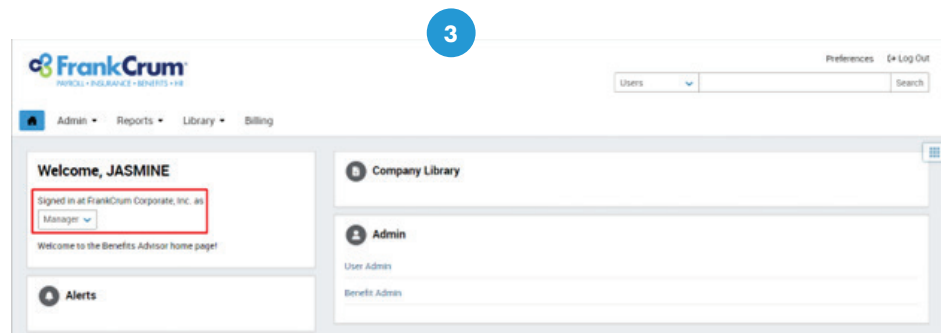 3
FrankCrum
PAYROLL • INSURANCE • BENEFITS • HR
Preferences Log Out
Users Search
Admin Reports Library Billing
Welcome, JASMINE
Signed in at FrankCrum Corporate, Inc. as
Manager
Welcome to the Benefits Advisor home page!
Alerts
Company Library
Admin
User Admin
Benefit Admin